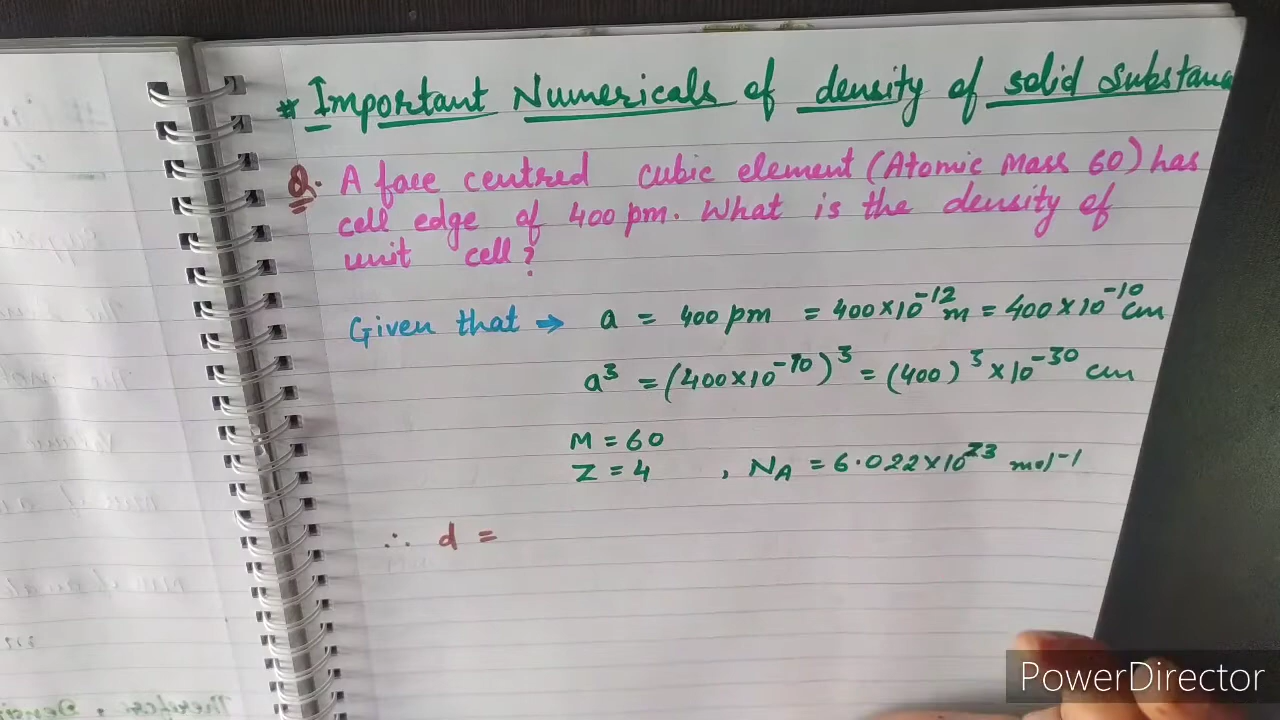 * Important Numericals of density of solid substanc
Q. A face centred cubic element (Atomic Mass 60) has
cell edge of 400 pm. What is the density of
unit cell?
Given that → a = 400 pm = 400×10⁻¹² m = 400×10⁻¹⁰ cm
a³ = (400×10⁻¹⁰)³ = (400)³×10⁻³⁰ cm
M = 60
Z = 4 , N_A = 6.022×10²³ mol⁻¹
∴ d =
PowerDirector